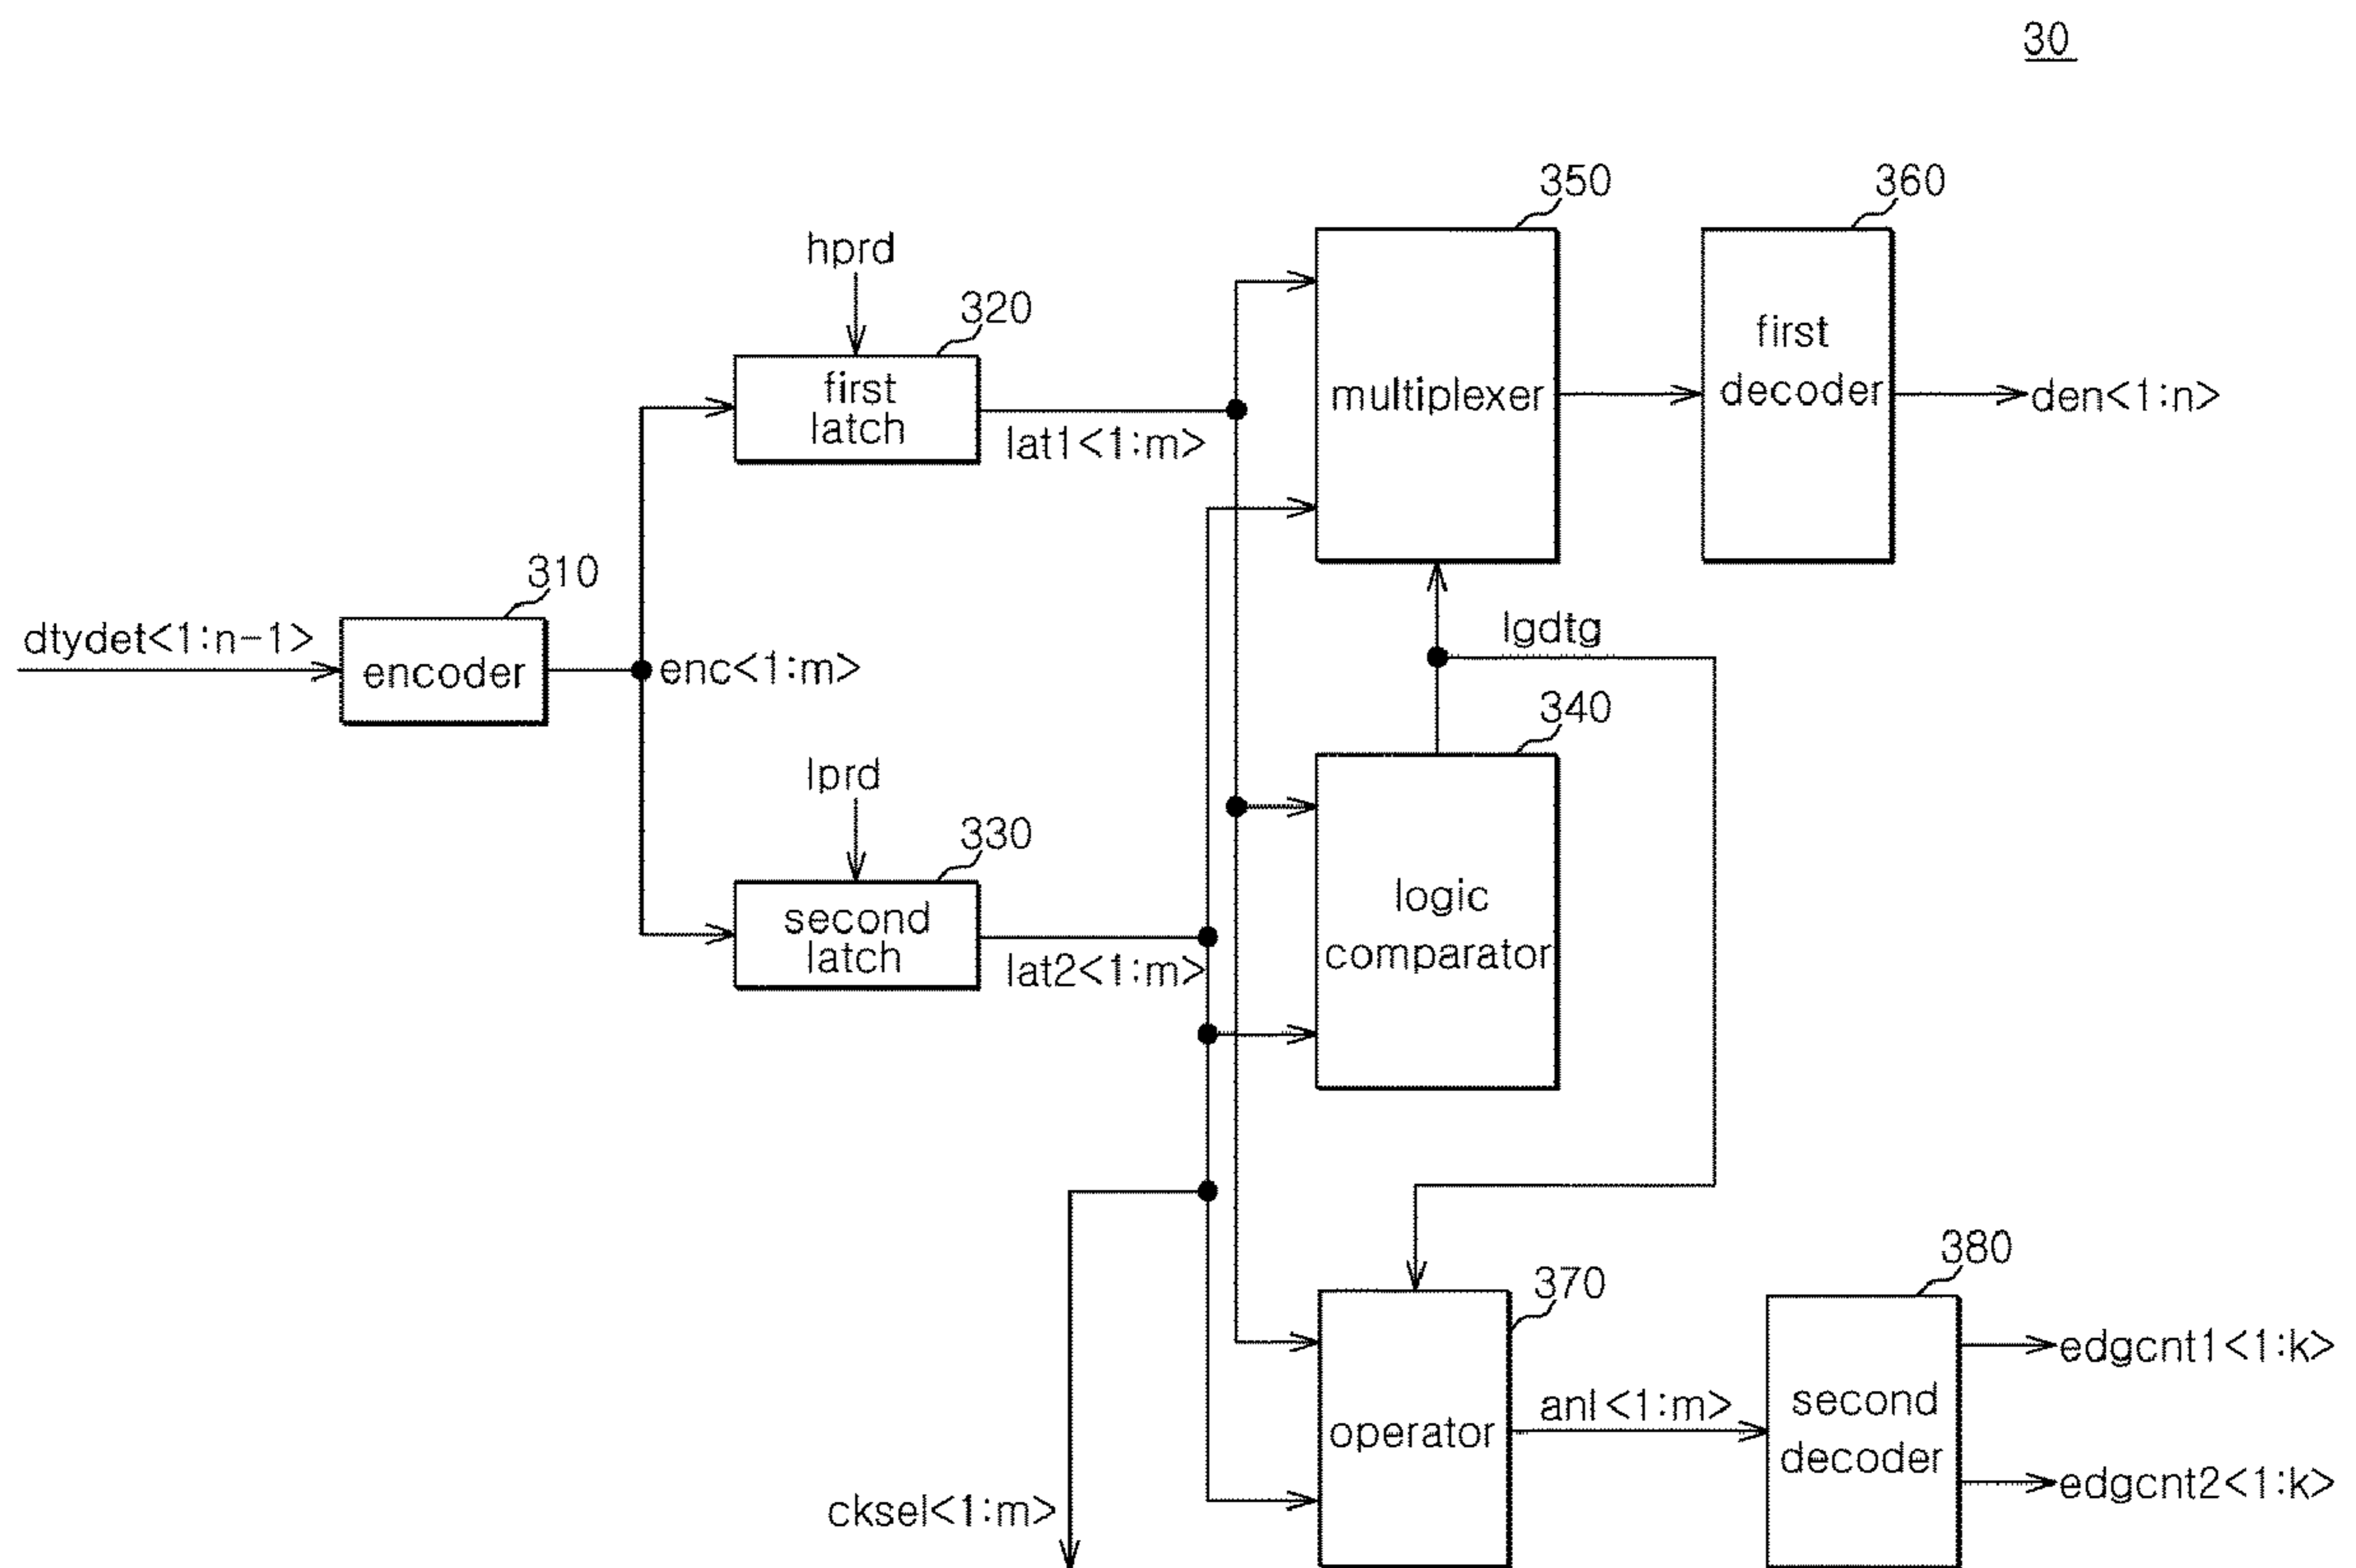 30
350
360
hprd
320
first
latch
lat1<1:m>
multiplexer
first
decoder
den<1:n>
310
dtydet<1:n-1>
encoder
enc<1:m>
lgdtg
340
lprd
330
second
latch
lat2<1:m>
logic
comparator
380
370
operator
anl<1:m>
second
decoder
edgcnt1<1:k>
edgcnt2<1:k>
cksel<1:m>